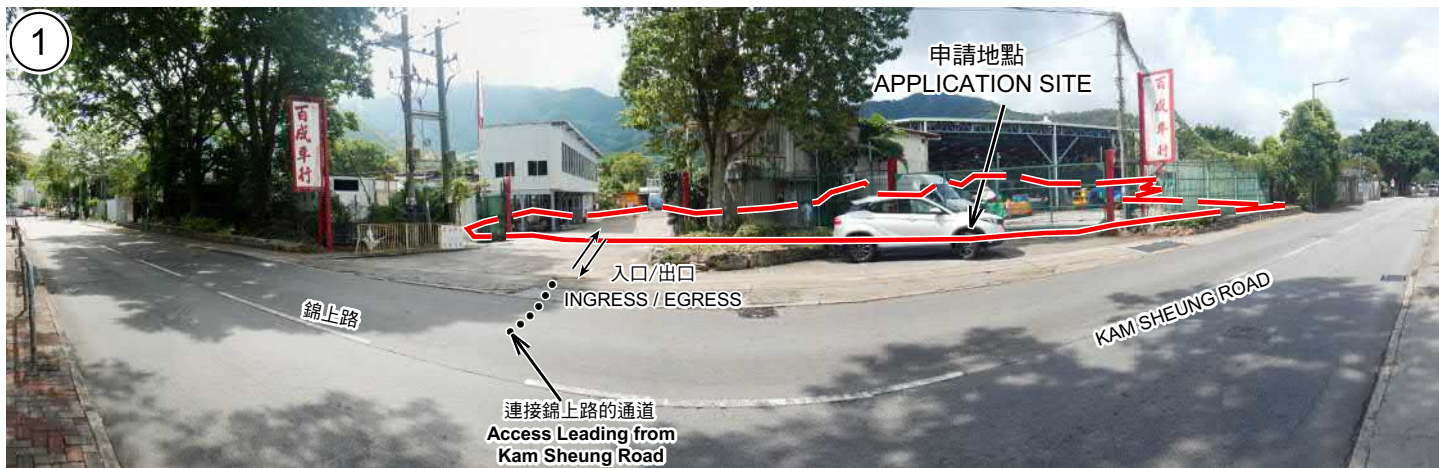 1
申請地點
APPLICATION SITE
百成車行
百成車行
入口/出口
INGRESS / EGRESS
錦上路
KAM SHEUNG ROAD
連接錦上路的通道
Access Leading from
Kam Sheung Road